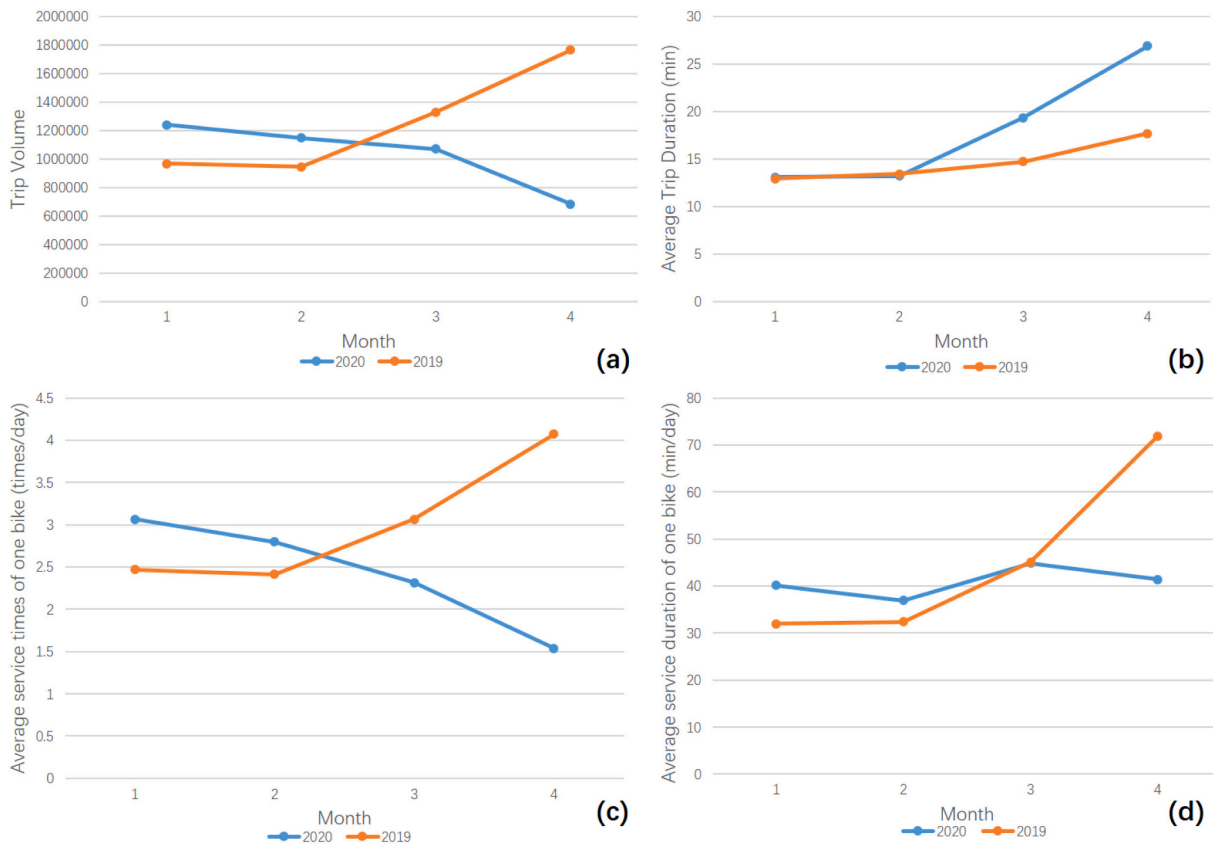 Trip Volume
2000000
1800000
1600000
1400000
1200000
1000000
800000
600000
400000
200000
0
1 2 3 4
Month
2020 2019
(a)
Average Trip Duration (min)
30
25
20
15
10
5
0
1 2 3 4
Month
2020 2019
(b)
Average service times of one bike (times/day)
4.5
4
3.5
3
2.5
2
1.5
1
0.5
0
1 2 3 4
Month
2020 2019
(c)
Average service duration of one bike (min/day)
80
70
60
50
40
30
20
10
0
1 2 3 4
Month
2020 2019
(d)